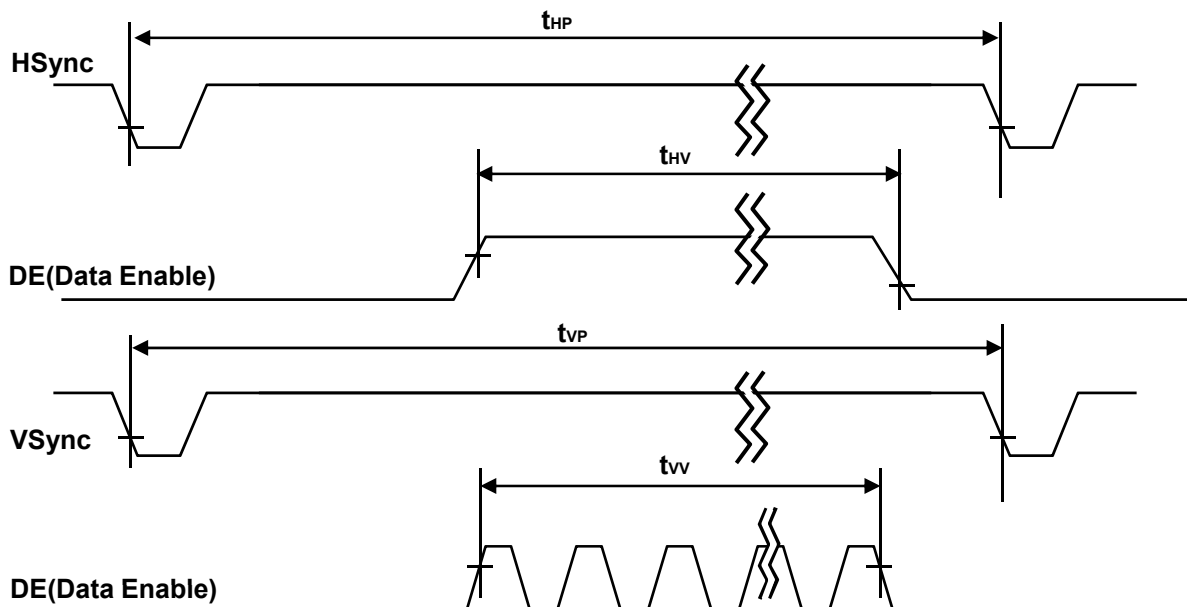 tHP
HSync
tHV
DE(Data Enable)
tVP
VSync
tVV
DE(Data Enable)